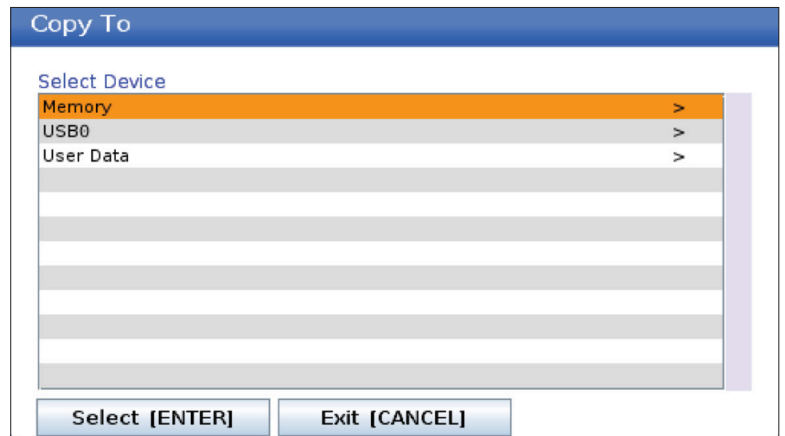 Copy To
Select Device
Memory >
USB0 >
User Data >
Select [ENTER] Exit [CANCEL]